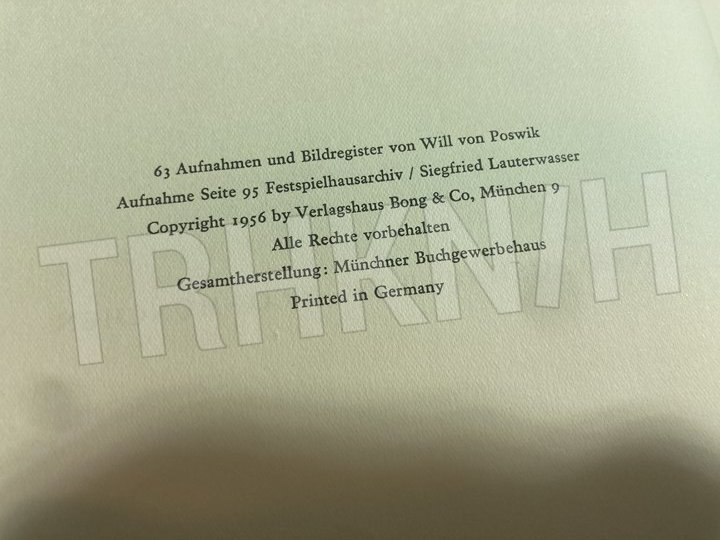 63 Aufnahmen und Bildregister von Will von Poswik
Aufnahme Seite 95 Festspielhausarchiv / Siegfried Lauterwasser
Copyright 1956 by Verlagshaus Bong & Co, München 9
Alle Rechte vorbehalten
Gesamtherstellung: Münchner Buchgewerbehaus
Printed in Germany
TRHKN/H